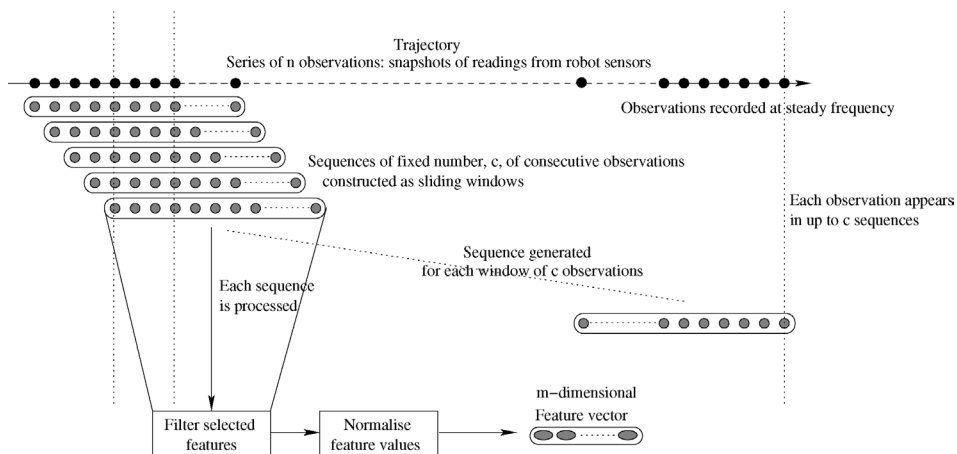 Trajectory
Series of n observations: snapshots of readings from robot sensors
Observations recorded at steady frequency
Sequences of fixed number, c, of consecutive observations
constructed as sliding windows
Each observation appears
in up to c sequences
Sequence generated
for each window of c observations
Each sequence
is processed
m-dimensional
Feature vector
Filter selected
features
Normalise
feature values